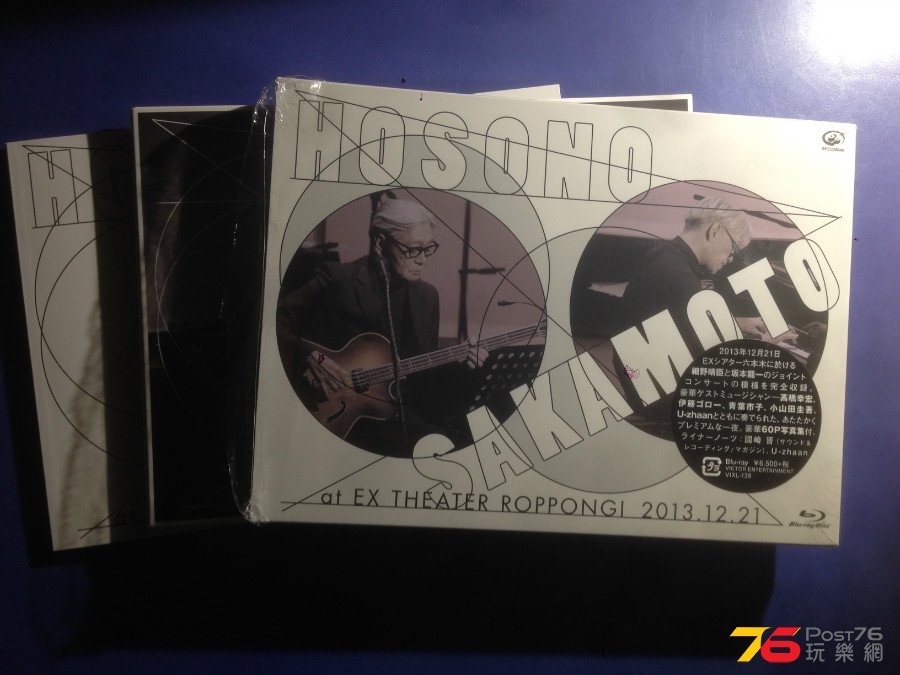 HOSONO
SAKAMOTO
at EX THEATER ROPPONGI 2013.12.21
2013年12月21日
EXシアター六本木に於ける
細野晴臣と坂本龍一のジョイント
コンサートの模様を完全収録。
豪華ゲストミュージシャン──高橋幸宏、
伊藤ゴロー、青葉市子、小山田圭吾、
U-zhaanとともに奏でられた、あたたかく
プレミアムな一夜。豪華60P写真集付。
ライナーノーツ:國崎 晋(サウンド&
レコーディング・マガジン)、U-zhaan
Blu-ray ¥6,500+税
VICTOR ENTERTAINMENT
VIXL-138
Blu-ray Disc
H
76 POST76
玩樂網